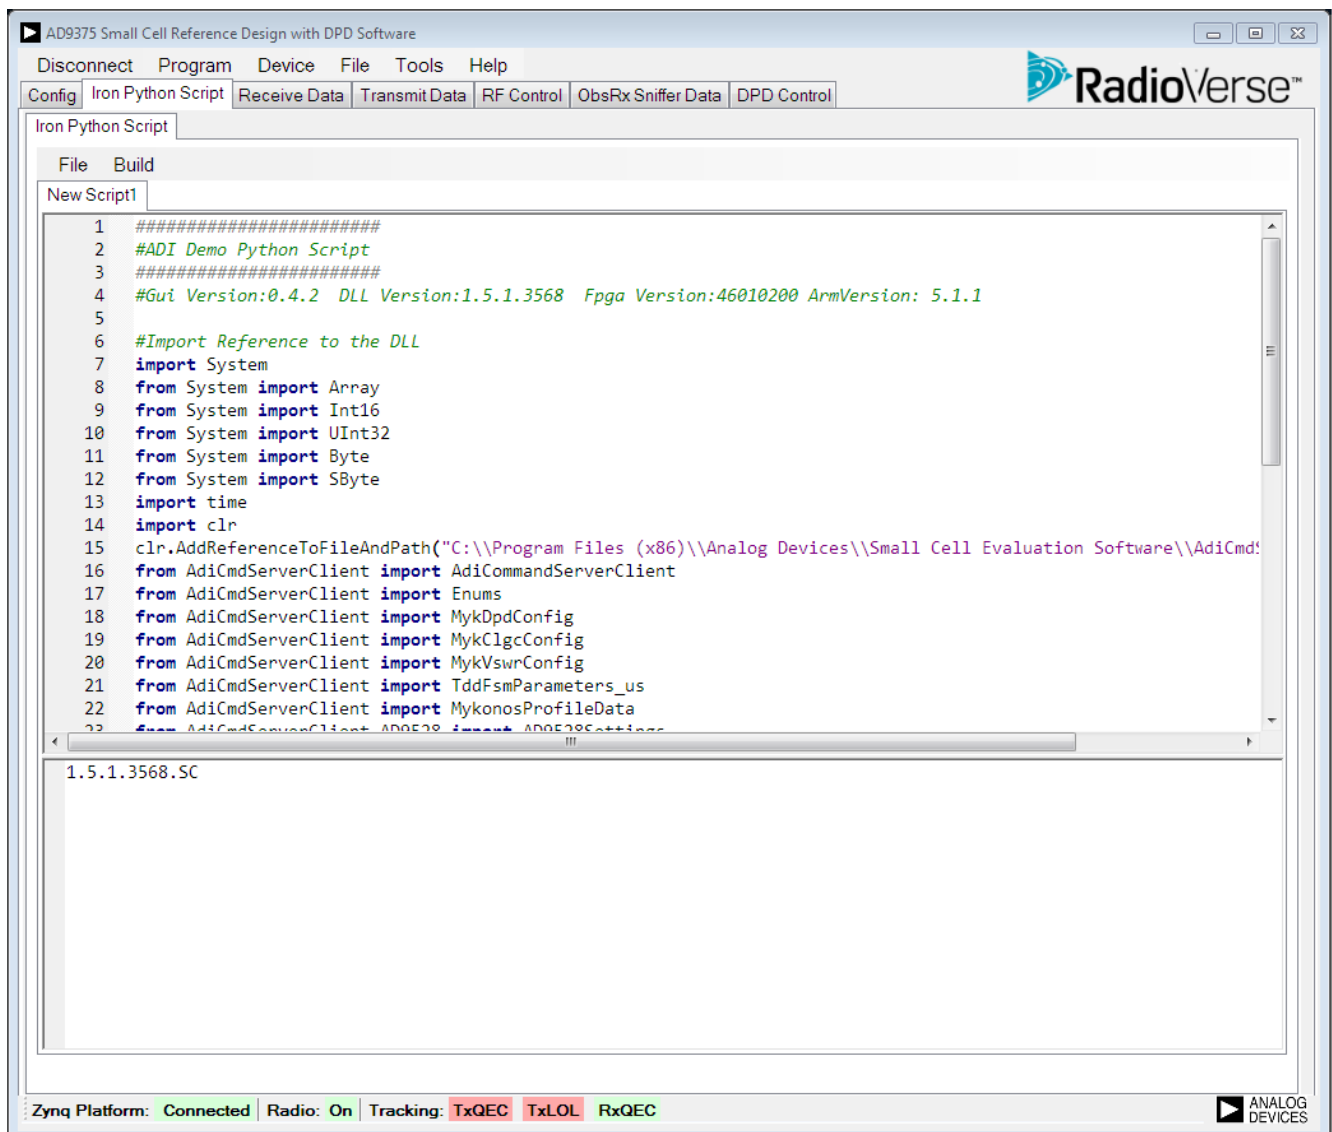 AD9375 Small Cell Reference Design with DPD Software
Disconnect Program Device File Tools Help
RadioVerse™
Config Iron Python Script Receive Data Transmit Data RF Control ObsRx Sniffer Data DPD Control
Iron Python Script
File Build
New Script1
1 ########################
2 #ADI Demo Python Script
3 ########################
4 #Gui Version:0.4.2 DLL Version:1.5.1.3568 Fpga Version:46010200 ArmVersion: 5.1.1
5
6 #Import Reference to the DLL
7 import System
8 from System import Array
9 from System import Int16
10 from System import UInt32
11 from System import Byte
12 from System import SByte
13 import time
14 import clr
15 clr.AddReferenceToFileAndPath("C:\\Program Files (x86)\\Analog Devices\\Small Cell Evaluation Software\\AdiCmdS
16 from AdiCmdServerClient import AdiCommandServerClient
17 from AdiCmdServerClient import Enums
18 from AdiCmdServerClient import MykDpdConfig
19 from AdiCmdServerClient import MykClgcConfig
20 from AdiCmdServerClient import MykVswrConfig
21 from AdiCmdServerClient import TddFsmParameters_us
22 from AdiCmdServerClient import MykonosProfileData
23 from AdiCmdServerClient.AD9528 import AD9528Settings
1.5.1.3568.SC
Zynq Platform: Connected Radio: On Tracking: TxQEC TxLOL RxQEC
ANALOG
DEVICES